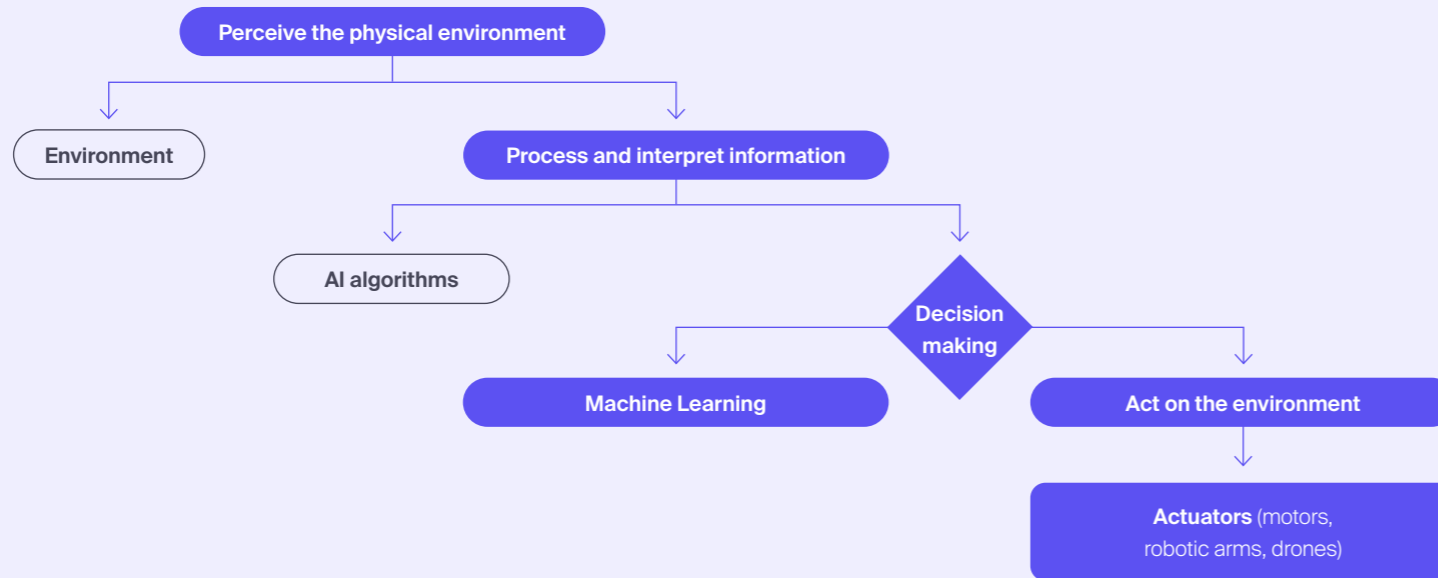 Perceive the physical environment
Environment
Process and interpret information
AI algorithms
Decision
making
Machine Learning
Act on the environment
Actuators (motors,
robotic arms, drones)